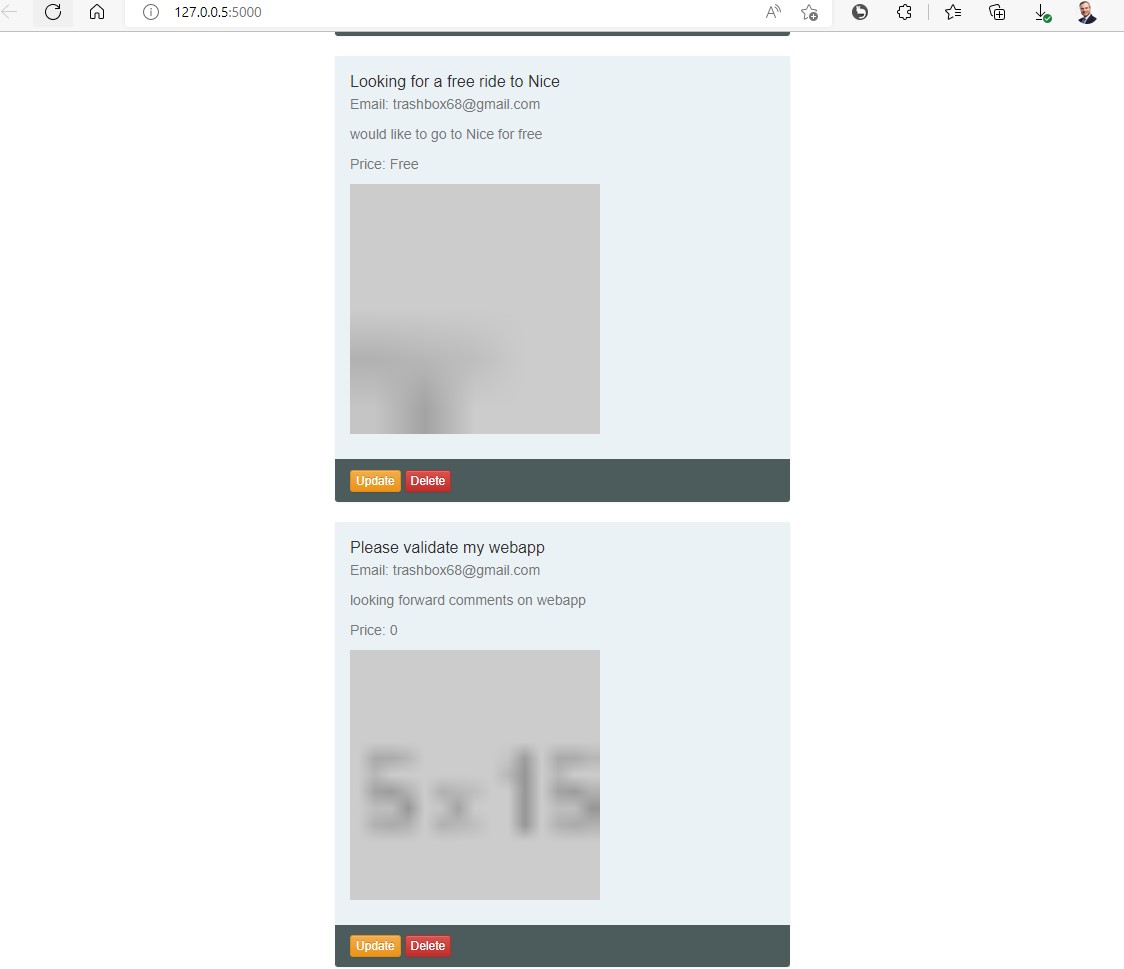 127.0.0.5:5000
Looking for a free ride to Nice
Email: trashbox68@gmail.com
would like to go to Nice for free
Price: Free
Update Delete
Please validate my webapp
Email: trashbox68@gmail.com
looking forward comments on webapp
Price: 0
5x15
Update Delete